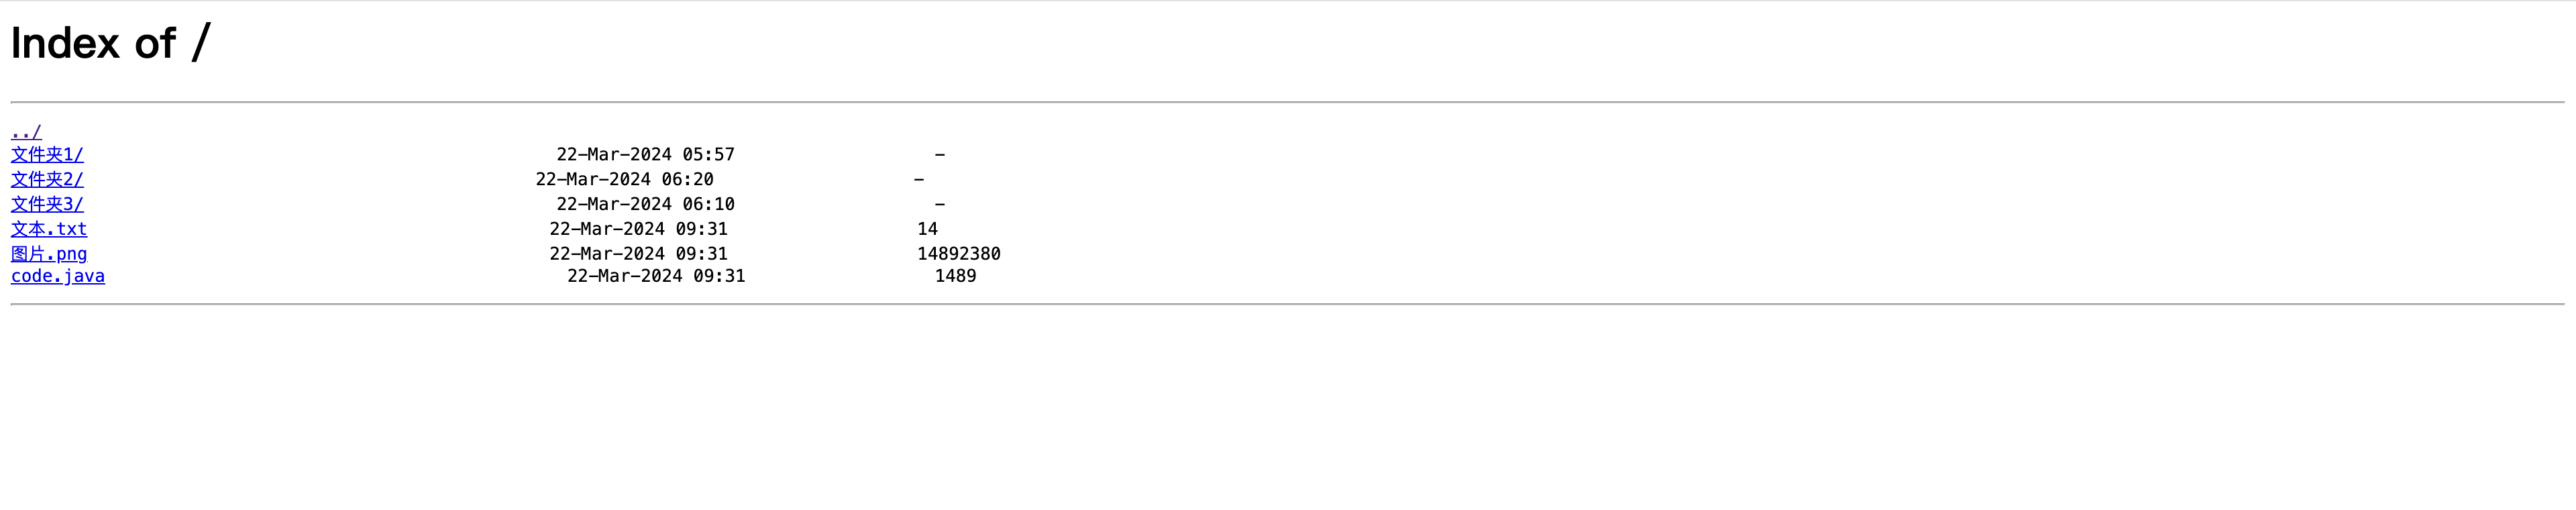 Index of /
../
文件夹1/ 22-Mar-2024 05:57 -
文件夹2/ 22-Mar-2024 06:20 -
文件夹3/ 22-Mar-2024 06:10 -
文本.txt 22-Mar-2024 09:31 14
图片.png 22-Mar-2024 09:31 14892380
code.java 22-Mar-2024 09:31 1489